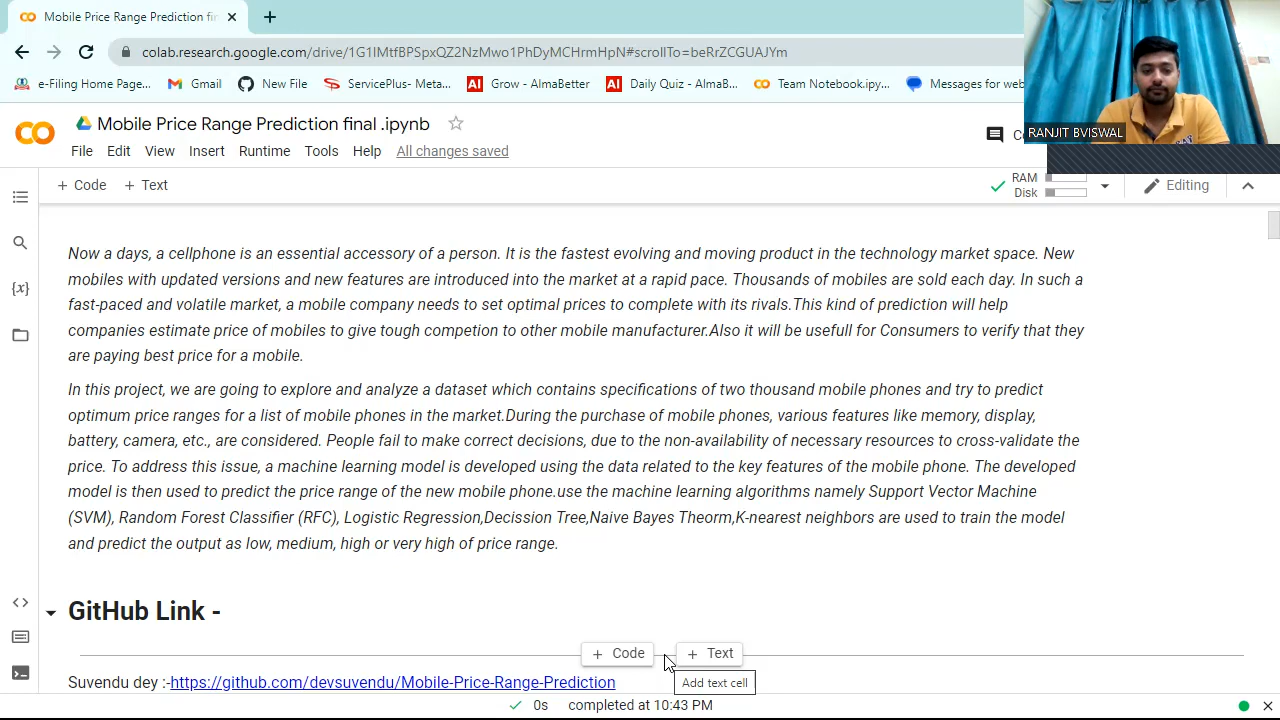 Mobile Price Range Prediction fin
colab.research.google.com/drive/1G1IMtfBPSpxQZ2NzMwo1PhDyMCHrmHpN#scrollTo=beRrZCGUAJYm
e-Filing Home Page... Gmail New File ServicePlus- Meta... Grow - AlmaBetter Daily Quiz - AlmaB... Team Notebook.ipy... Messages for web
RANJIT BVISWAL
Mobile Price Range Prediction final .ipynb
File Edit View Insert Runtime Tools Help All changes saved
+ Code + Text
RAM
Disk
Editing
Now a days, a cellphone is an essential accessory of a person. It is the fastest evolving and moving product in the technology market space. New
mobiles with updated versions and new features are introduced into the market at a rapid pace. Thousands of mobiles are sold each day. In such a
fast-paced and volatile market, a mobile company needs to set optimal prices to complete with its rivals.This kind of prediction will help
companies estimate price of mobiles to give tough competion to other mobile manufacturer.Also it will be usefull for Consumers to verify that they
are paying best price for a mobile.
In this project, we are going to explore and analyze a dataset which contains specifications of two thousand mobile phones and try to predict
optimum price ranges for a list of mobile phones in the market.During the purchase of mobile phones, various features like memory, display,
battery, camera, etc., are considered. People fail to make correct decisions, due to the non-availability of necessary resources to cross-validate the
price. To address this issue, a machine learning model is developed using the data related to the key features of the mobile phone. The developed
model is then used to predict the price range of the new mobile phone.use the machine learning algorithms namely Support Vector Machine
(SVM), Random Forest Classifier (RFC), Logistic Regression,Decission Tree,Naive Bayes Theorm,K-nearest neighbors are used to train the model
and predict the output as low, medium, high or very high of price range.
GitHub Link -
+ Code + Text
Add text cell
Suvendu dey :-https://github.com/devsuvendu/Mobile-Price-Range-Prediction
0s completed at 10:43 PM